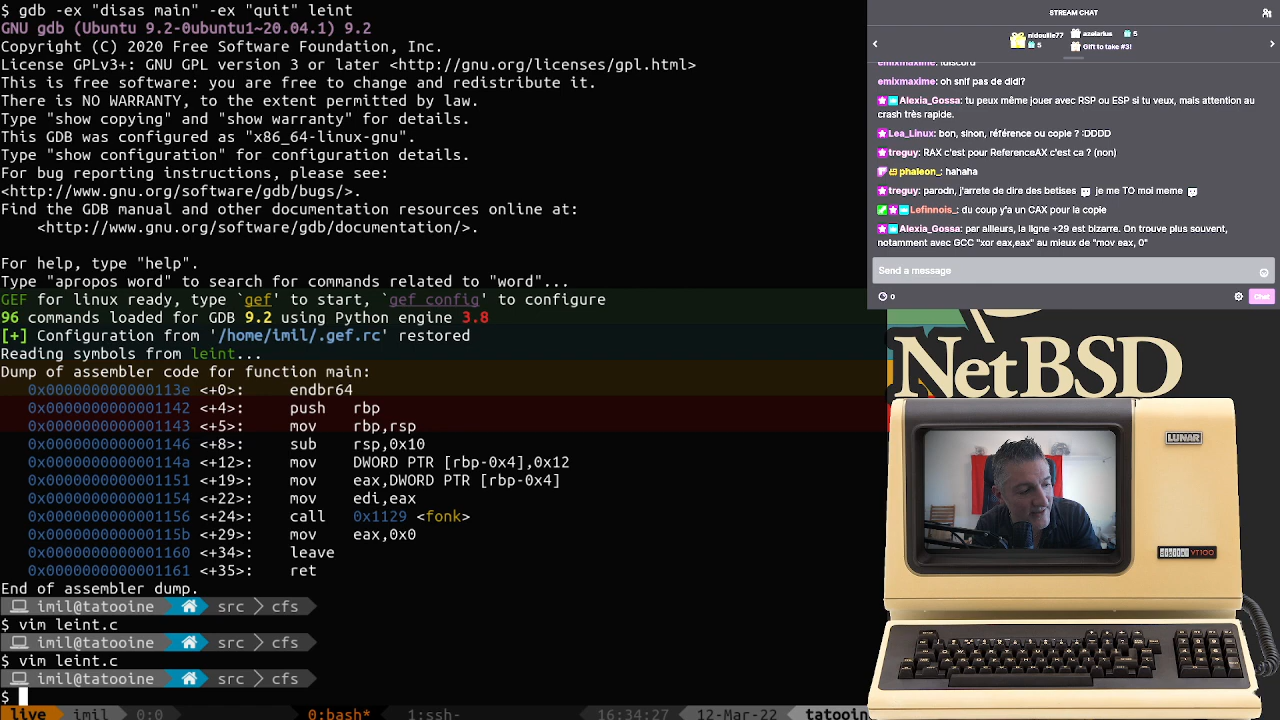 $ gdb -ex "disas main" -ex "quit" leint
GNU gdb (Ubuntu 9.2-0ubuntu1~20.04.1) 9.2
Copyright (C) 2020 Free Software Foundation, Inc.
License GPLv3+: GNU GPL version 3 or later <http://gnu.org/licenses/gpl.html>
This is free software: you are free to change and redistribute it.
There is NO WARRANTY, to the extent permitted by law.
Type "show copying" and "show warranty" for details.
This GDB was configured as "x86_64-linux-gnu".
Type "show configuration" for configuration details.
For bug reporting instructions, please see:
<http://www.gnu.org/software/gdb/bugs/>.
Find the GDB manual and other documentation resources online at:
<http://www.gnu.org/software/gdb/documentation/>.
For help, type "help".
Type "apropos word" to search for commands related to "word"...
GEF for linux ready, type `gef' to start, `gef config' to configure
96 commands loaded for GDB 9.2 using Python engine 3.8
[+] Configuration from '/home/imil/.gef.rc' restored
Reading symbols from leint...
Dump of assembler code for function main:
0x000000000000113e <+0>: endbr64
0x0000000000001142 <+4>: push rbp
0x0000000000001143 <+5>: mov rbp,rsp
0x0000000000001146 <+8>: sub rsp,0x10
0x000000000000114a <+12>: mov DWORD PTR [rbp-0x4],0x12
0x0000000000001151 <+19>: mov eax,DWORD PTR [rbp-0x4]
0x0000000000001154 <+22>: mov edi,eax
0x0000000000001156 <+24>: call 0x1129 <fonk>
0x000000000000115b <+29>: mov eax,0x0
0x0000000000001160 <+34>: leave
0x0000000000001161 <+35>: ret
End of assembler dump.
imil@tatooine src cfs
$ vim leint.c
imil@tatooine src cfs
$ vim leint.c
imil@tatooine src cfs
$
live imil 0:0 0:bash* 1:ssh- 16:34:27 12-Mar-22 tatooin
STREAM CHAT
nidouille77 5
azelarius 5
Gift to take #3!
emixmaxime: !discord
emixmaxime: oh snif pas de didi?
Alexia_Gossa: tu peux même jouer avec RSP ou ESP si tu veux, mais attention au
crash très rapide.
Lea_Linux: bon, sinon, référence ou copie ? :DDDD
treguy: RAX c'est pour ReferenceAX c'est ca ? (non)
phaleon_: hahaha
treguy: parodn, j'arrete de dire des betises je me TO moi meme
Lefinnois_: du coup y'a un CAX pour la copie
Alexia_Gossa: par ailleurs, la ligne +29 est bizarre. On trouve plus souvent,
notamment avec GCC "xor eax,eax" au mieux de "mov eax, 0"
Send a message
0
Chat
NetBSD
LUNAR
digital YT100